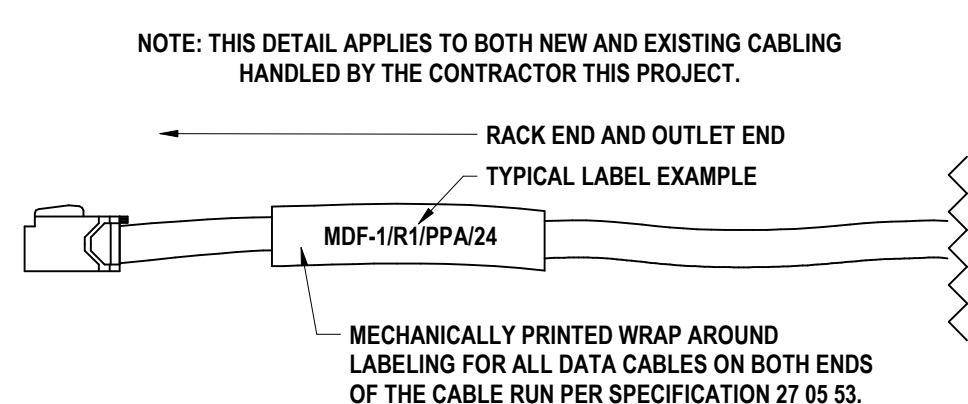 NOTE: THIS DETAIL APPLIES TO BOTH NEW AND EXISTING CABLING
HANDLED BY THE CONTRACTOR THIS PROJECT.
RACK END AND OUTLET END
TYPICAL LABEL EXAMPLE
MDF-1/R1/PPA/24
MECHANICALLY PRINTED WRAP AROUND
LABELING FOR ALL DATA CABLES ON BOTH ENDS
OF THE CABLE RUN PER SPECIFICATION 27 05 53.